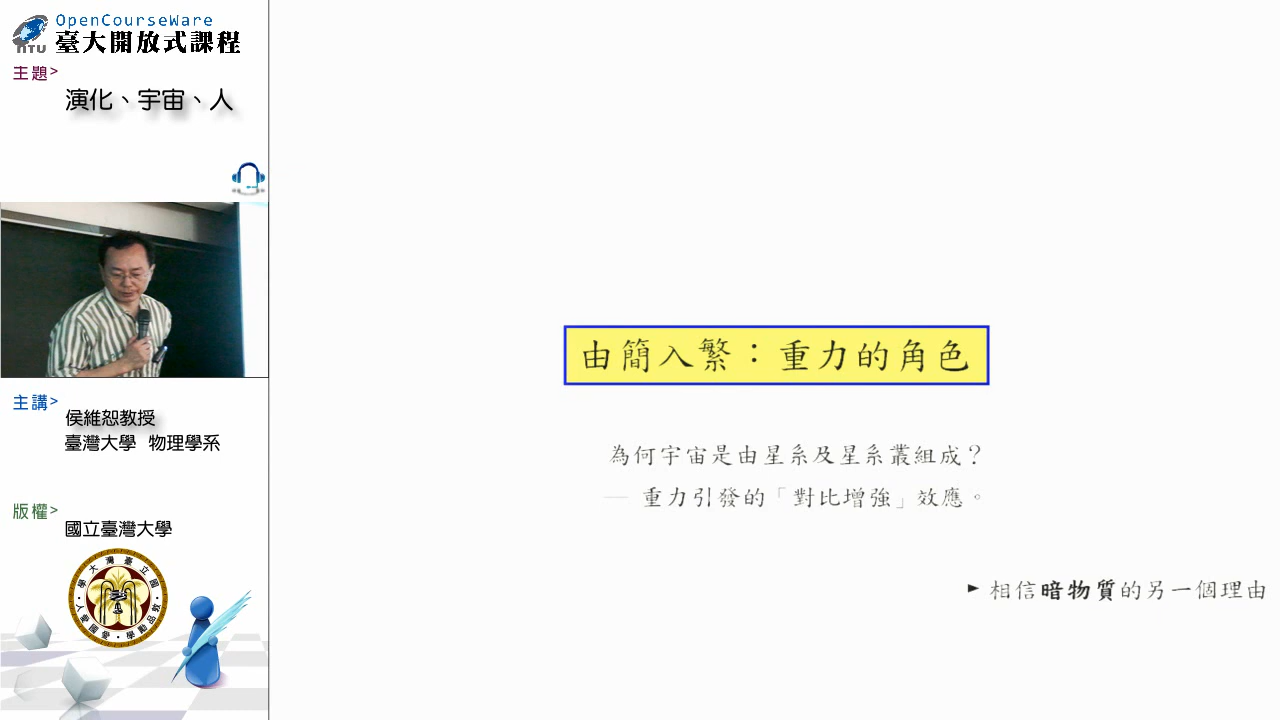 OpenCourseWare
NTU
臺大開放式課程
主題>
演化、宇宙、人
主講>
侯維恕教授
臺灣大學 物理學系
版權>
國立臺灣大學
由簡入繁：重力的角色
為何宇宙是由星系及星系叢組成？
— 重力引發的「對比增強」效應。
► 相信暗物質的另一個理由